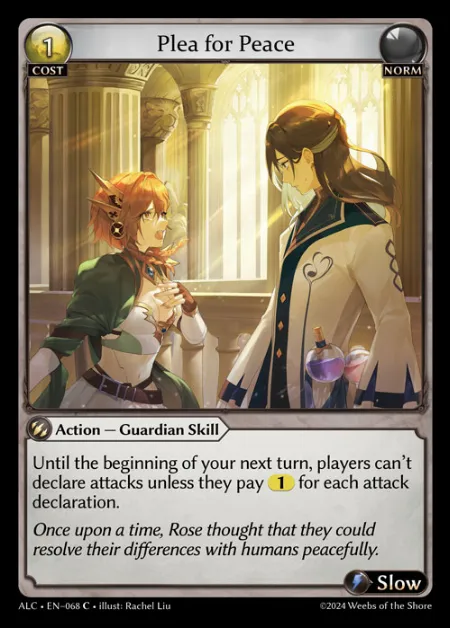 1
Plea for Peace
COST
NORM
Action — Guardian Skill
Until the beginning of your next turn, players can't
declare attacks unless they pay 1 for each attack
declaration.
Once upon a time, Rose thought that they could
resolve their differences with humans peacefully.
Slow
ALC • EN-068 C • illust: Rachel Liu
©2024 Weebs of the Shore